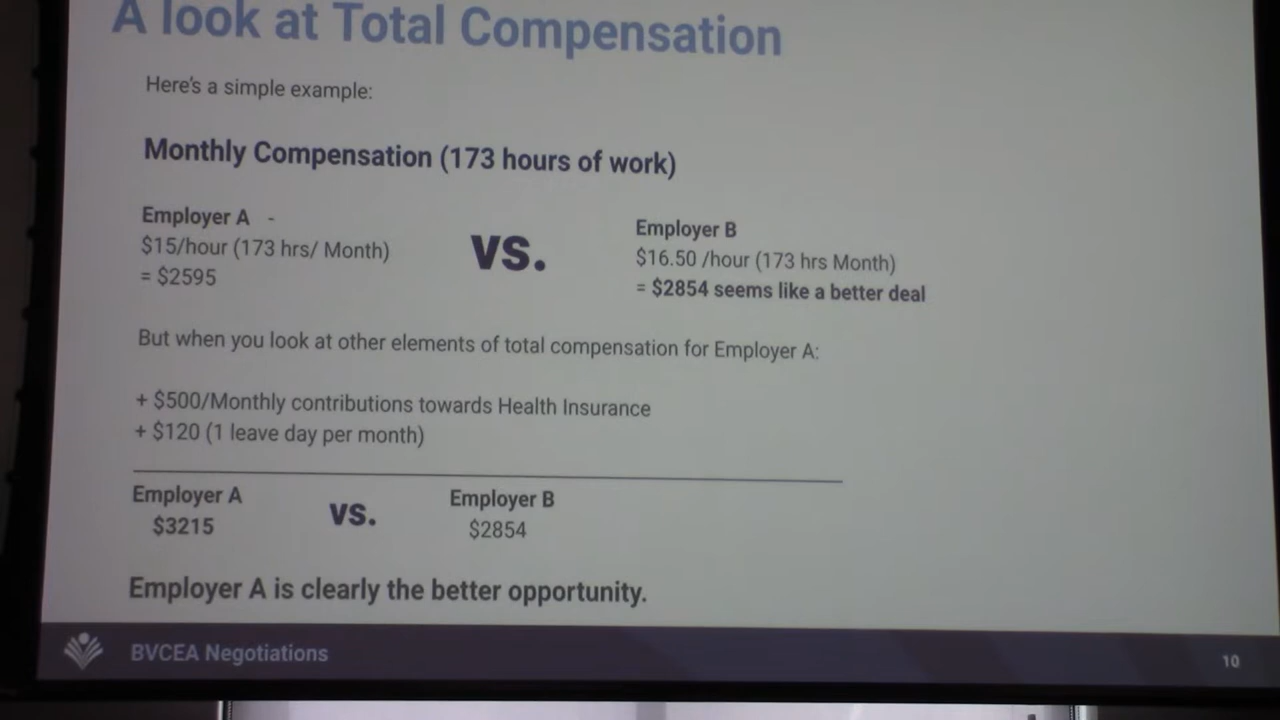 A look at Total Compensation
Here's a simple example:
Monthly Compensation (173 hours of work)
Employer A -
$15/hour (173 hrs/ Month)
= $2595
vs.
Employer B
$16.50 /hour (173 hrs Month)
= $2854 seems like a better deal
But when you look at other elements of total compensation for Employer A:
+ $500/Monthly contributions towards Health Insurance
+ $120 (1 leave day per month)
Employer A
$3215
vs.
Employer B
$2854
Employer A is clearly the better opportunity.
BVCEA Negotiations
10